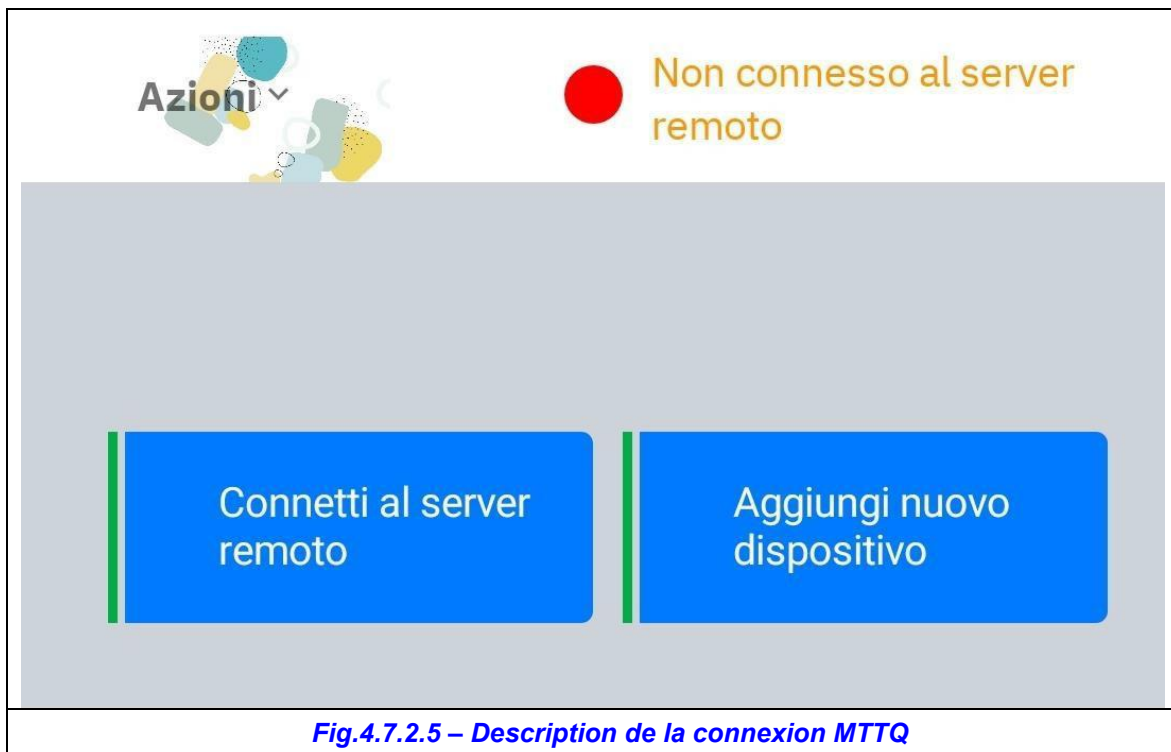 Azioni
Non connesso al server
remoto
Connetti al server
remoto
Aggiungi nuovo
dispositivo
Fig.4.7.2.5 – Description de la connexion MTTQ